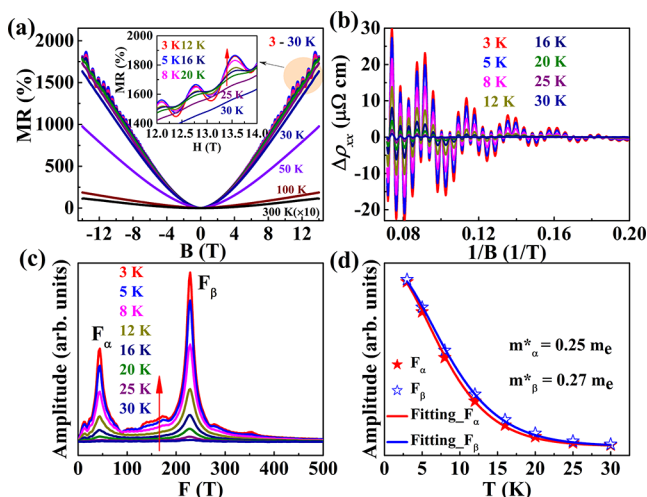 (a)
MR (%)
2000
1500
1000
500
0
-12
-8
-4
0
4
8
12
B (T)
3 - 30 K
30 K
50 K
100 K
300 K(×10)
MR (%)
1800
1600
1400
12.0
12.5
13.0
13.5
14.0
H (T)
3 K 12 K
5 K 16 K
8 K 20 K
25 K
30 K
(b)
Δρxx (μΩ cm)
30
20
10
0
-10
-20
0.08
0.12
0.16
0.20
1/B (1/T)
3 K 16 K
5 K 20 K
8 K 25 K
12 K 30 K
(c)
Amplitude (arb. units)
3 K
5 K
8 K
12 K
16 K
20 K
25 K
30 K
Fα
Fβ
0
100
200
300
400
500
F (T)
(d)
Amplitude (arb. units)
m*α = 0.25 me
m*β = 0.27 me
Fα
Fβ
Fitting_Fα
Fitting_Fβ
0
5
10
15
20
25
30
T (K)